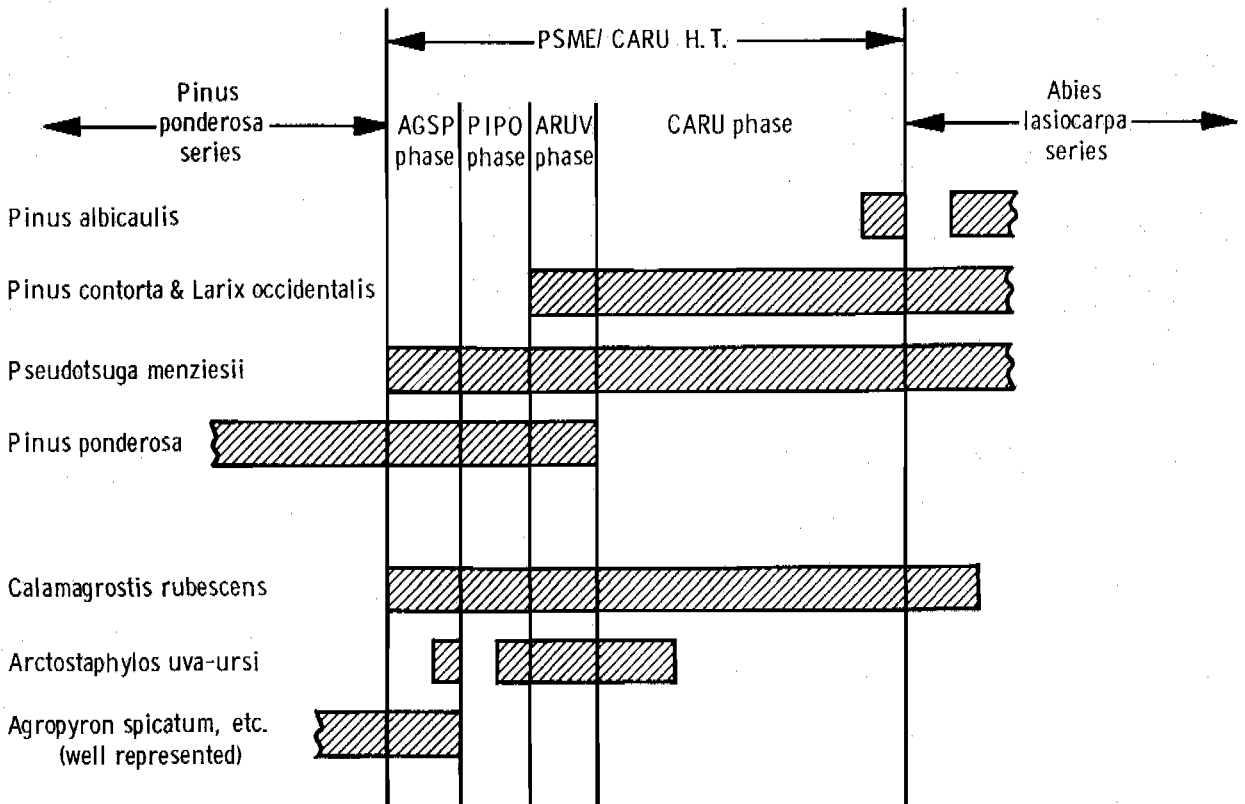 PSME/ CARU H.T.
Pinus
ponderosa
series
AGSP
phase
PIPO
phase
ARUV
phase
CARU phase
Abies
lasiocarpa
series
Pinus albicaulis
Pinus contorta & Larix occidentalis
Pseudotsuga menziesii
Pinus ponderosa
Calamagrostis rubescens
Arctostaphylos uva-ursi
Agropyron spicatum, etc.
(well represented)